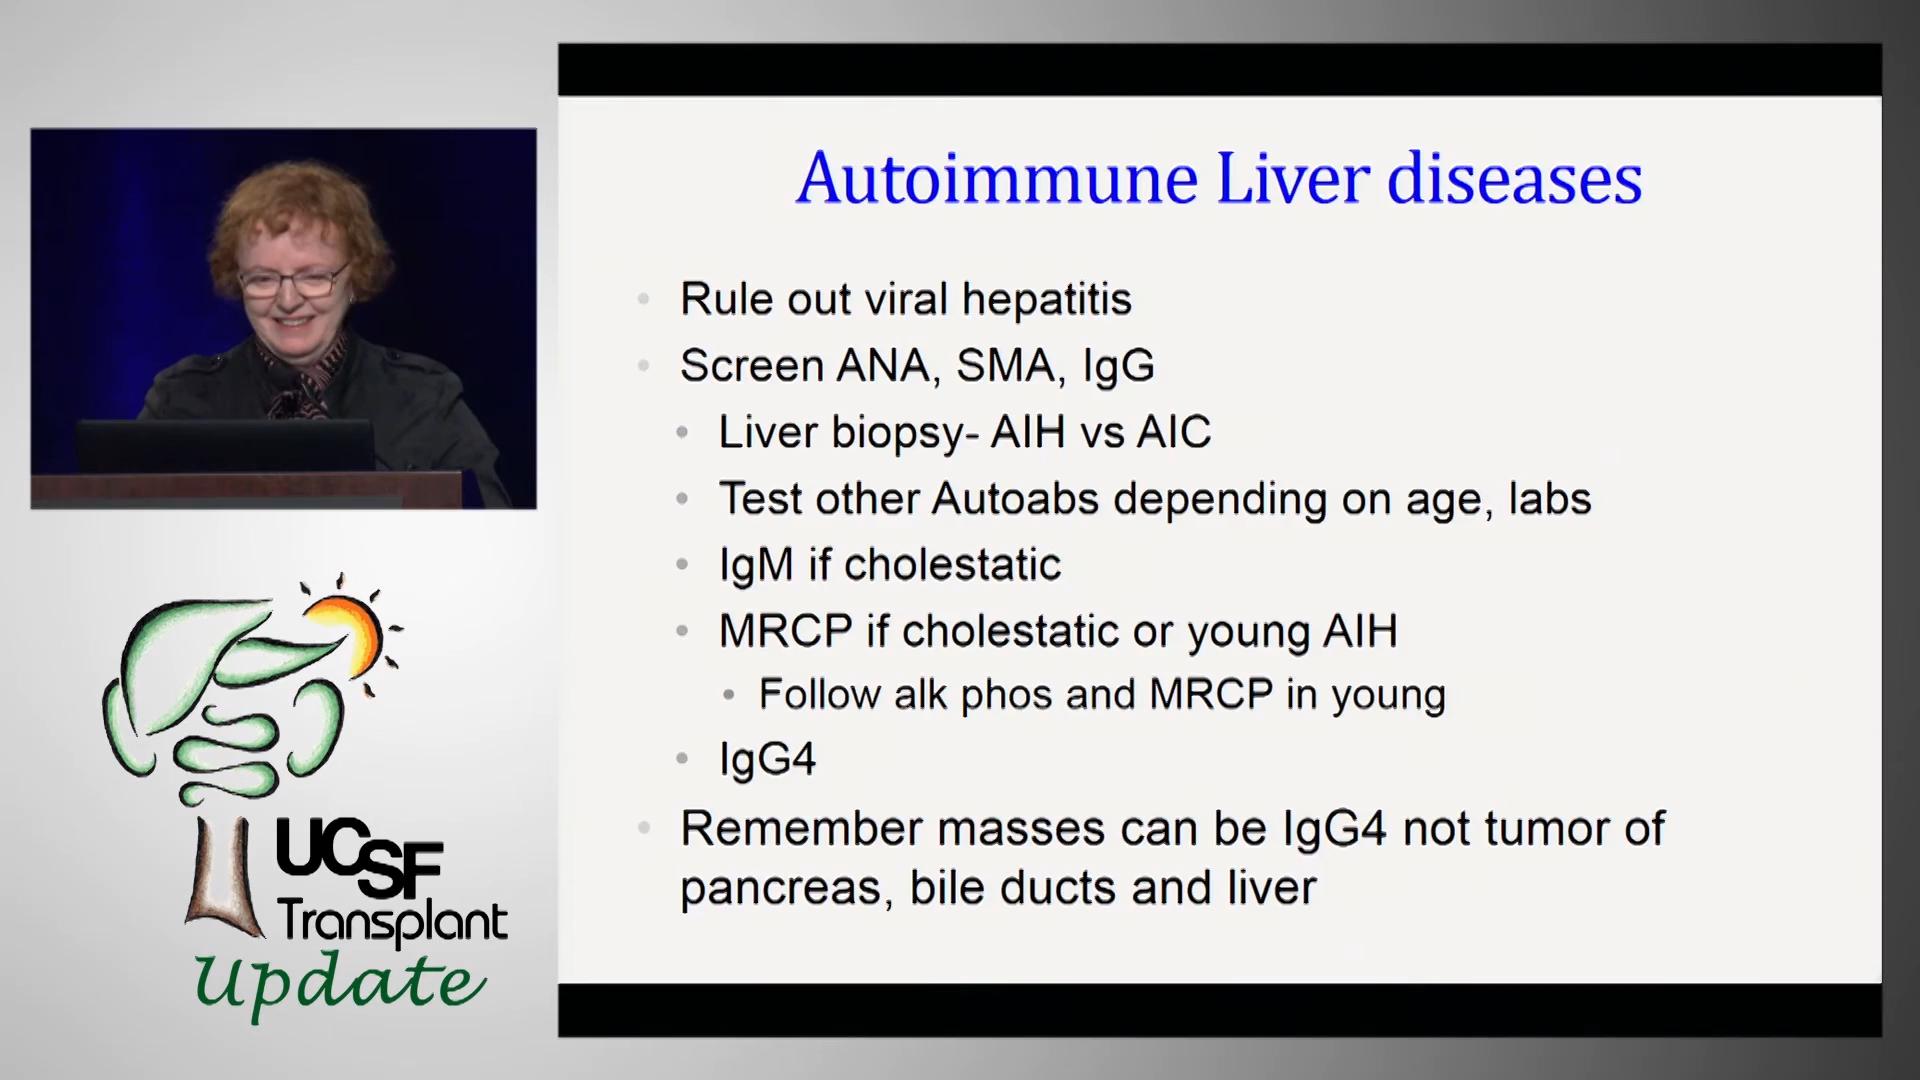 Autoimmune Liver diseases
Rule out viral hepatitis
Screen ANA, SMA, IgG
Liver biopsy- AIH vs AIC
Test other Autoabs depending on age, labs
IgM if cholestatic
MRCP if cholestatic or young AIH
Follow alk phos and MRCP in young
IgG4
Remember masses can be IgG4 not tumor of
pancreas, bile ducts and liver
UCSF
Transplant
Update